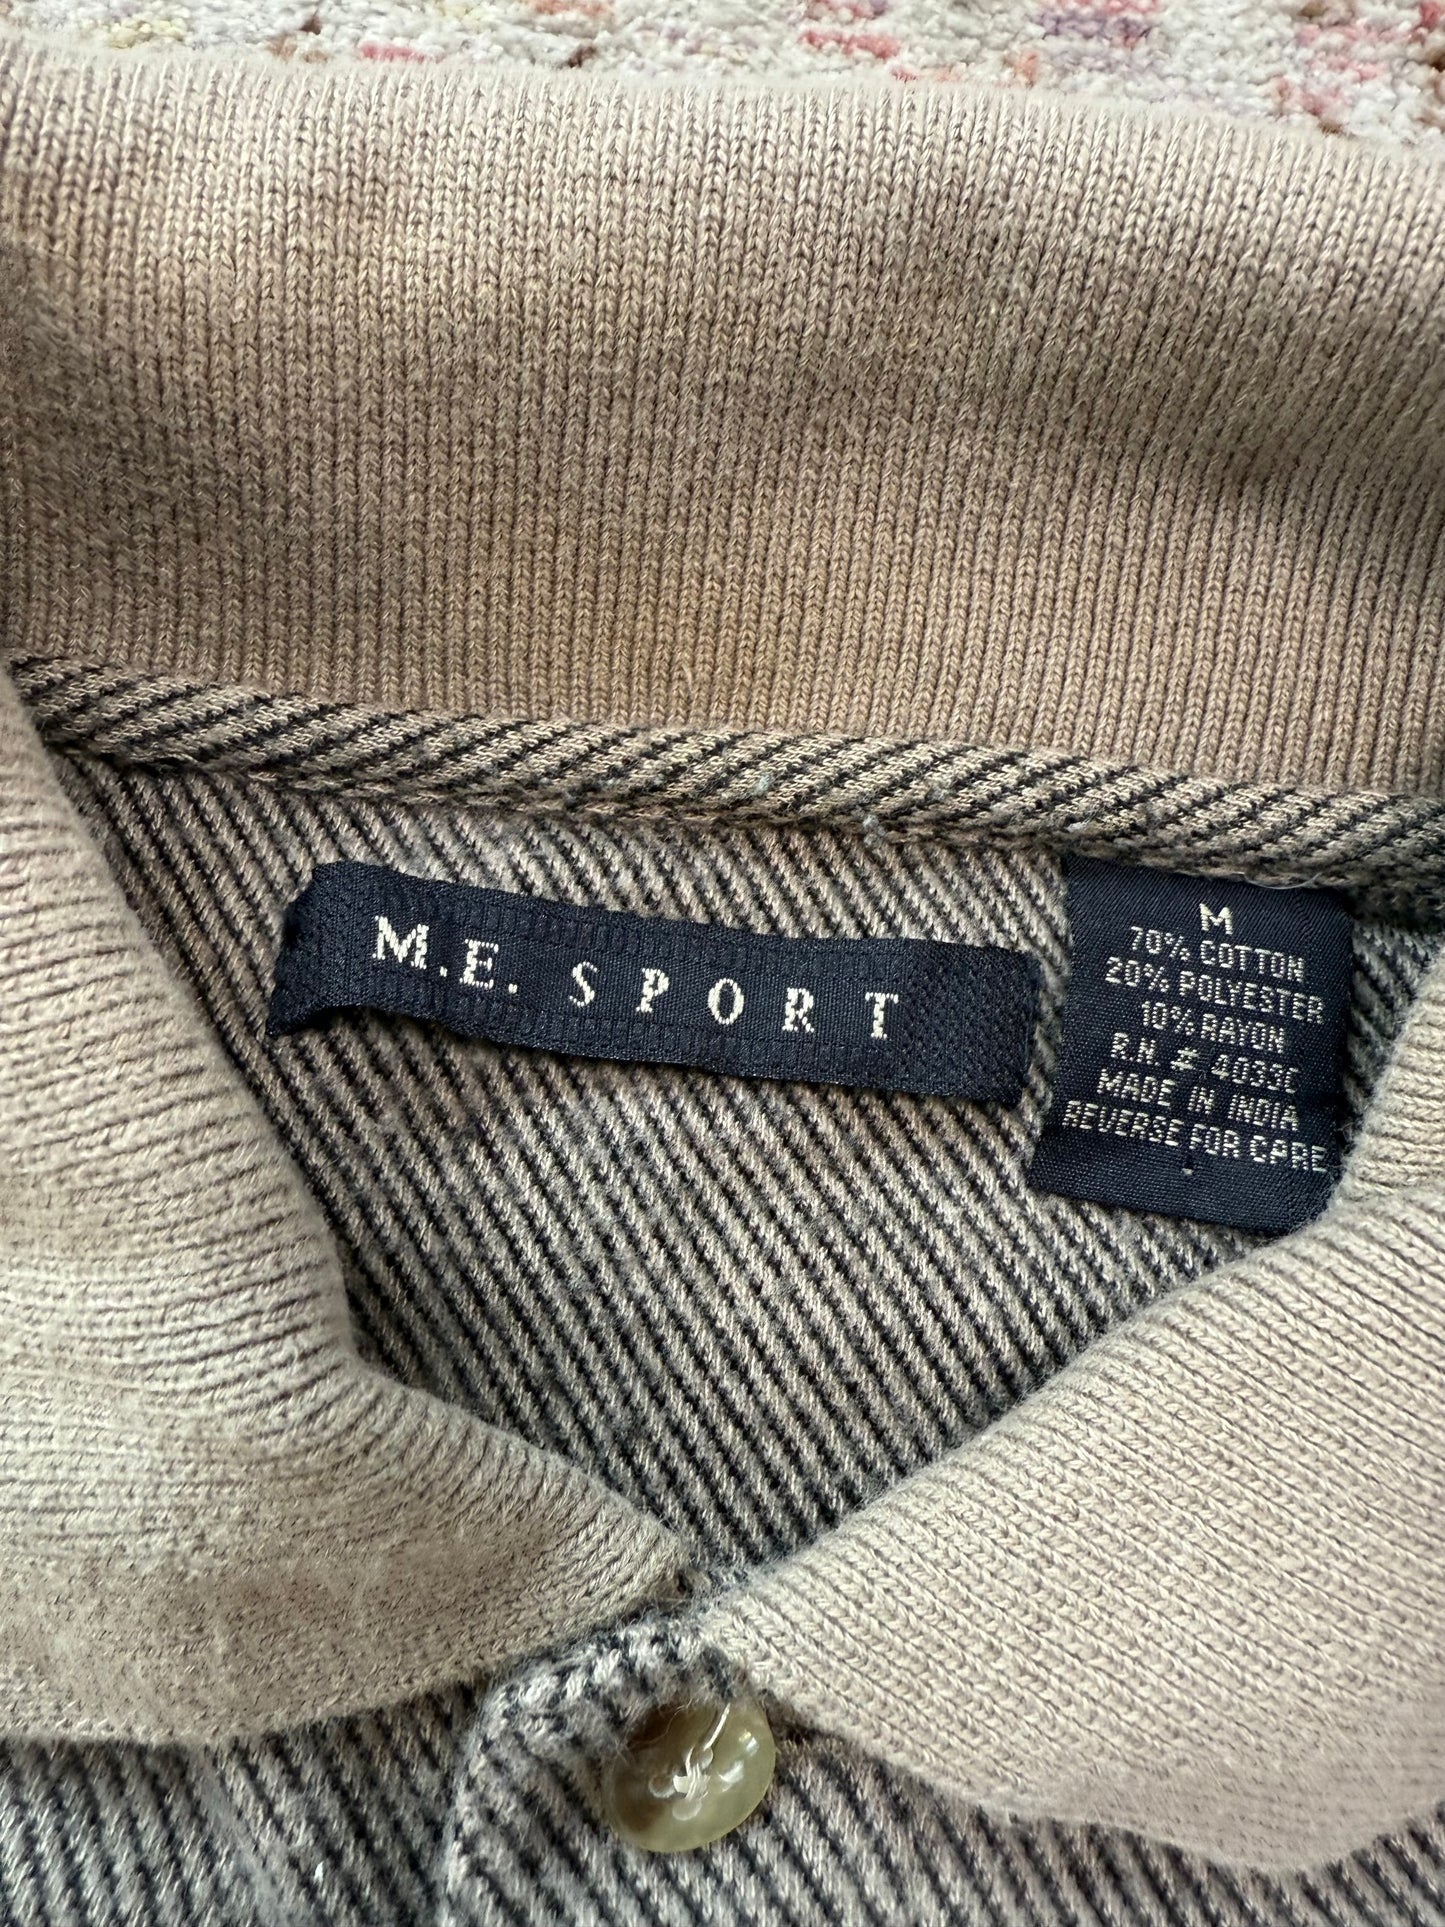 M.E. SPORT
M
70% COTTON
20% POLYESTER
10% RAYON
R.N. #
MADE IN INDIA
REVERSE FOR CARE